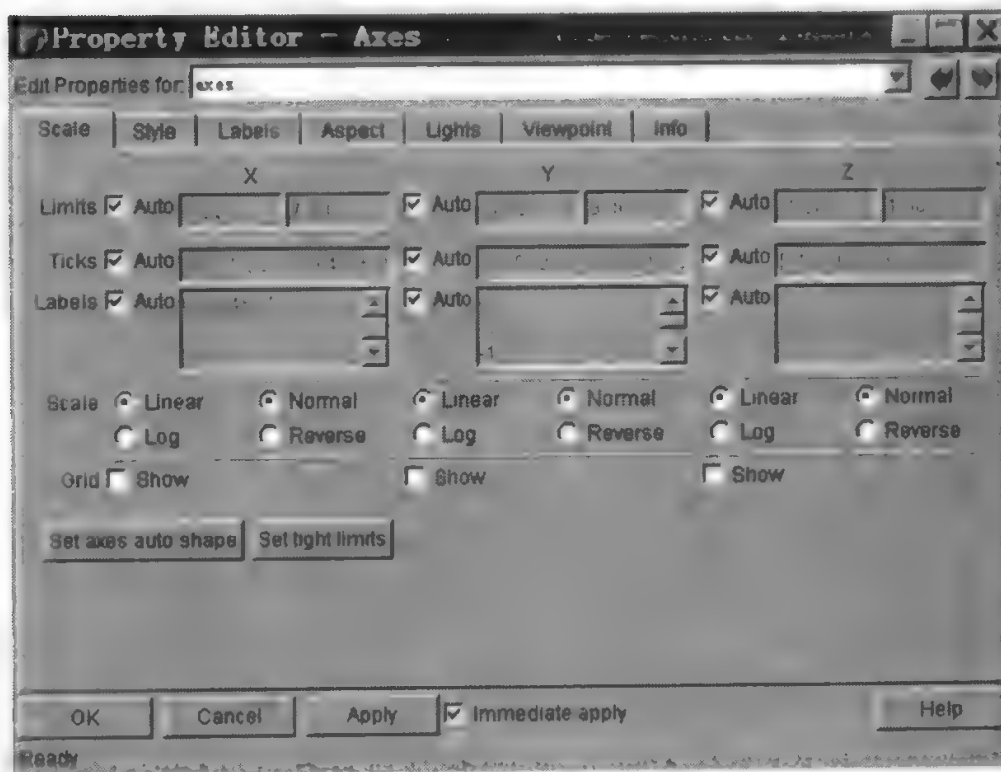 Property Editor - Axes
Edit Properties for: axes
Scale Style Labels Aspect Lights Viewpoint Info
X Y Z
Limits Auto Auto Auto
Ticks Auto Auto Auto
Labels Auto Auto Auto
-1
Scale Linear Normal Linear Normal Linear Normal
Log Reverse Log Reverse Log Reverse
Grid Show Show Show
Set axes auto shape Set tight limits
OK Cancel Apply Immediate apply Help
Ready